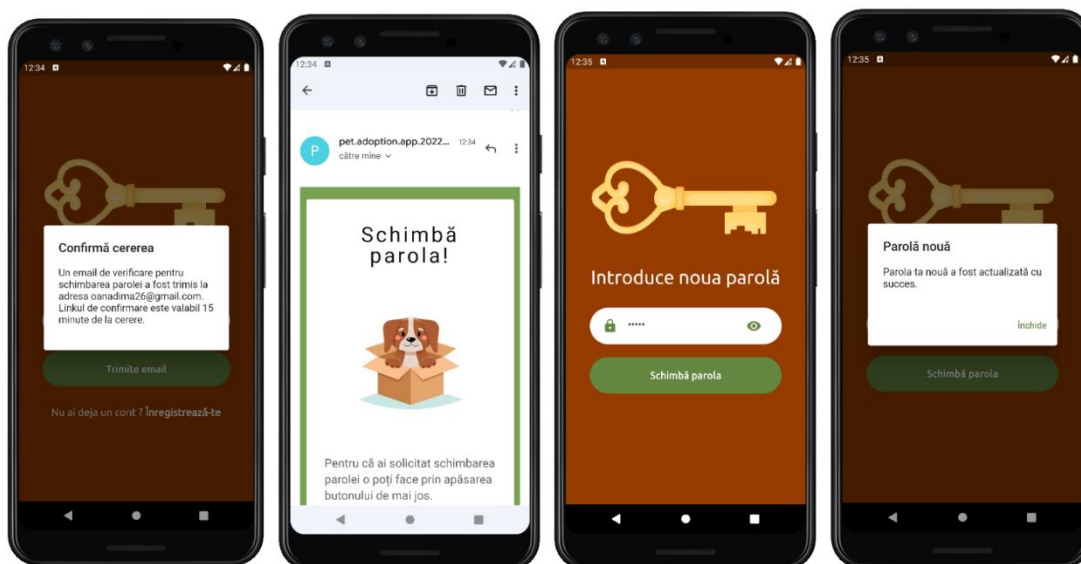 12:34
Confirmă cererea
Un email de verificare pentru
schimbarea parolei a fost trimis la
adresa oanadima26@gmail.com.
Linkul de confirmare este valabil 15
minute de la cerere.
Trimite email
Nu ai deja un cont ? Înregistrează-te
12:34
P
pet.adoption.app.2022... 12:34
către mine
Schimbă
parola!
Pentru că ai solicitat schimbarea
parolei o poți face prin apăsarea
butonului de mai jos.
12:35
Introduce noua parolă
•••••
Schimbă parola
12:35
Parolă nouă
Parola ta nouă a fost actualizată cu
succes.
Închide
Schimbă parola